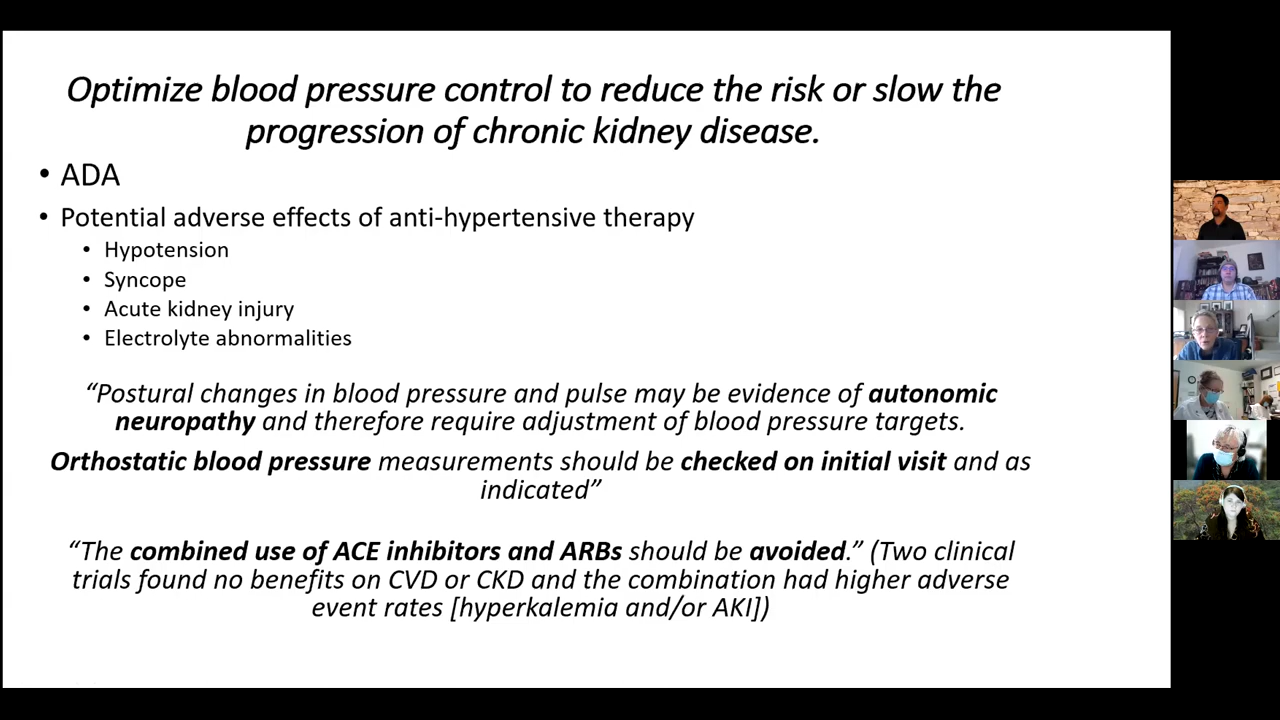 Optimize blood pressure control to reduce the risk or slow the
progression of chronic kidney disease.
• ADA
• Potential adverse effects of anti-hypertensive therapy
• Hypotension
• Syncope
• Acute kidney injury
• Electrolyte abnormalities
“Postural changes in blood pressure and pulse may be evidence of autonomic
neuropathy and therefore require adjustment of blood pressure targets.
Orthostatic blood pressure measurements should be checked on initial visit and as
indicated”
“The combined use of ACE inhibitors and ARBs should be avoided.” (Two clinical
trials found no benefits on CVD or CKD and the combination had higher adverse
event rates [hyperkalemia and/or AKI])